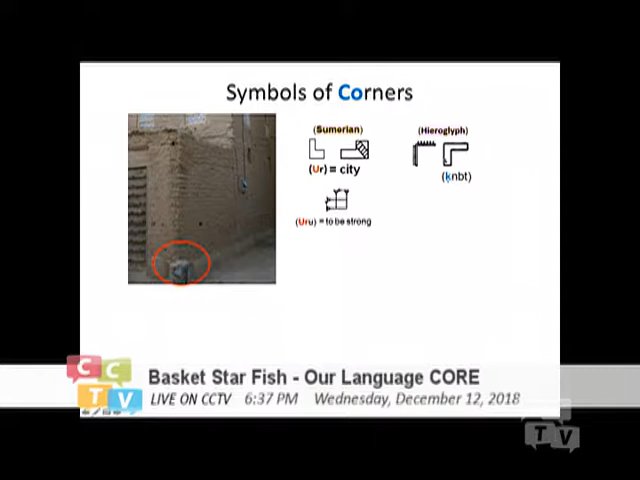 Symbols of Corners
(Sumerian)
(Ur) = city
(Uru) = to be strong
(Hieroglyph)
(knbt)
C C
T V
Basket Star Fish - Our Language CORE
LIVE ON CCTV 6:37 PM Wednesday, December 12, 2018
T V